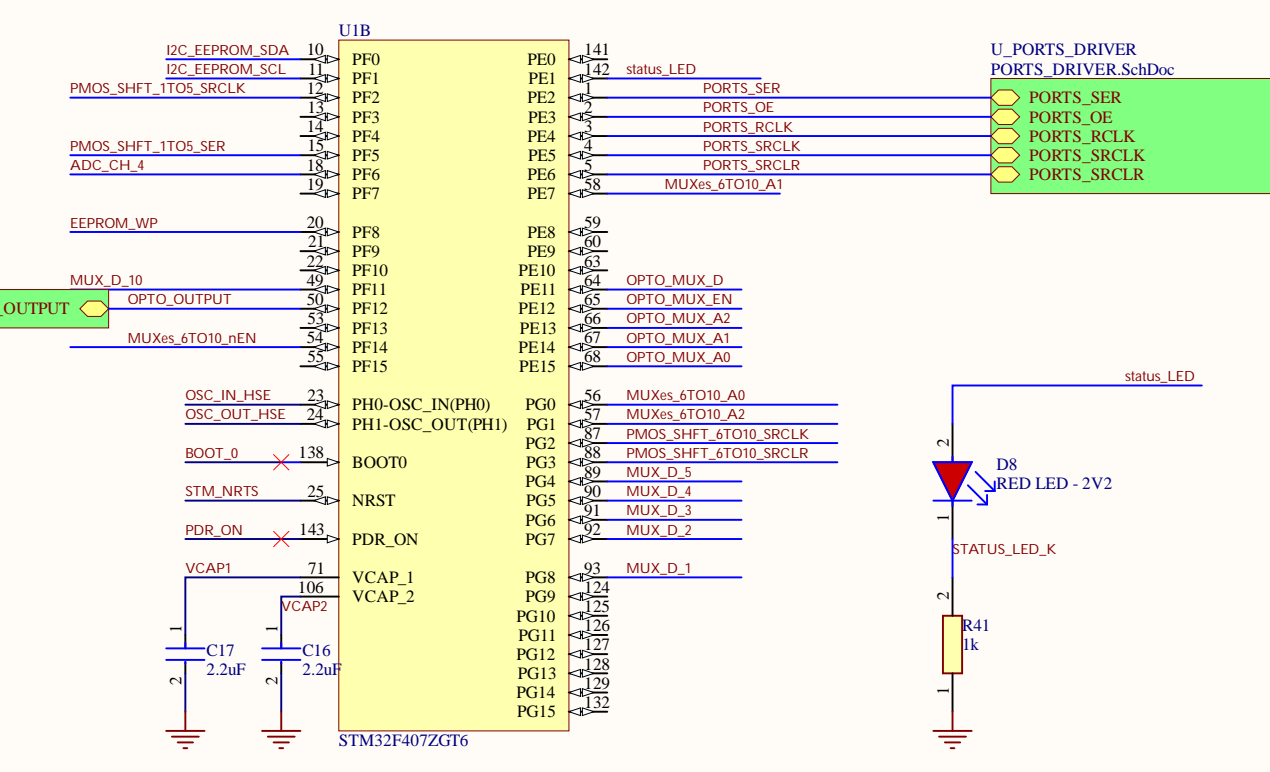 U1B
I2C_EEPROM_SDA 10 PF0 PE0 141
I2C_EEPROM_SCL 11 PF1 PE1 142 status_LED
PMOS_SHFT_1TO5_SRCLK 12 PF2 PE2 1 PORTS_SER
13 PF3 PE3 2 PORTS_OE
14 PF4 PE4 3 PORTS_RCLK
PMOS_SHFT_1TO5_SER 15 PF5 PE5 4 PORTS_SRCLK
ADC_CH_4 18 PF6 PE6 5 PORTS_SRCLR
19 PF7 PE7 58 MUXes_6TO10_A1
EEPROM_WP 20 PF8 PE8 59
21 PF9 PE9 60
22 PF10 PE10 63
MUX_D_10 49 PF11 PE11 64 OPTO_MUX_D
_OUTPUT OPTO_OUTPUT 50 PF12 PE12 65 OPTO_MUX_EN
53 PF13 PE13 66 OPTO_MUX_A2
MUXes_6TO10_nEN 54 PF14 PE14 67 OPTO_MUX_A1
55 PF15 PE15 68 OPTO_MUX_A0
OSC_IN_HSE 23 PH0-OSC_IN(PH0) PG0 56 MUXes_6TO10_A0
OSC_OUT_HSE 24 PH1-OSC_OUT(PH1) PG1 57 MUXes_6TO10_A2
PG2 87 PMOS_SHFT_6TO10_SRCLK
BOOT_0 138 BOOT0 PG3 88 PMOS_SHFT_6TO10_SRCLR
PG4 89 MUX_D_5
STM_NRTS 25 NRST PG5 90 MUX_D_4
PG6 91 MUX_D_3
PDR_ON 143 PDR_ON PG7 92 MUX_D_2
VCAP1 71 VCAP_1 PG8 93 MUX_D_1
106 VCAP_2 PG9 124
VCAP2
PG10 125
PG11 126
PG12 127
PG13 128
PG14 129
PG15 132
1 C17
2.2uF
2
1 C16
2.2uF
2
STM32F407ZGT6
U_PORTS_DRIVER
PORTS_DRIVER.SchDoc
PORTS_SER
PORTS_OE
PORTS_RCLK
PORTS_SRCLK
PORTS_SRCLR
status_LED
2
D8
RED LED - 2V2
1
STATUS_LED_K
2
R41
1k
1